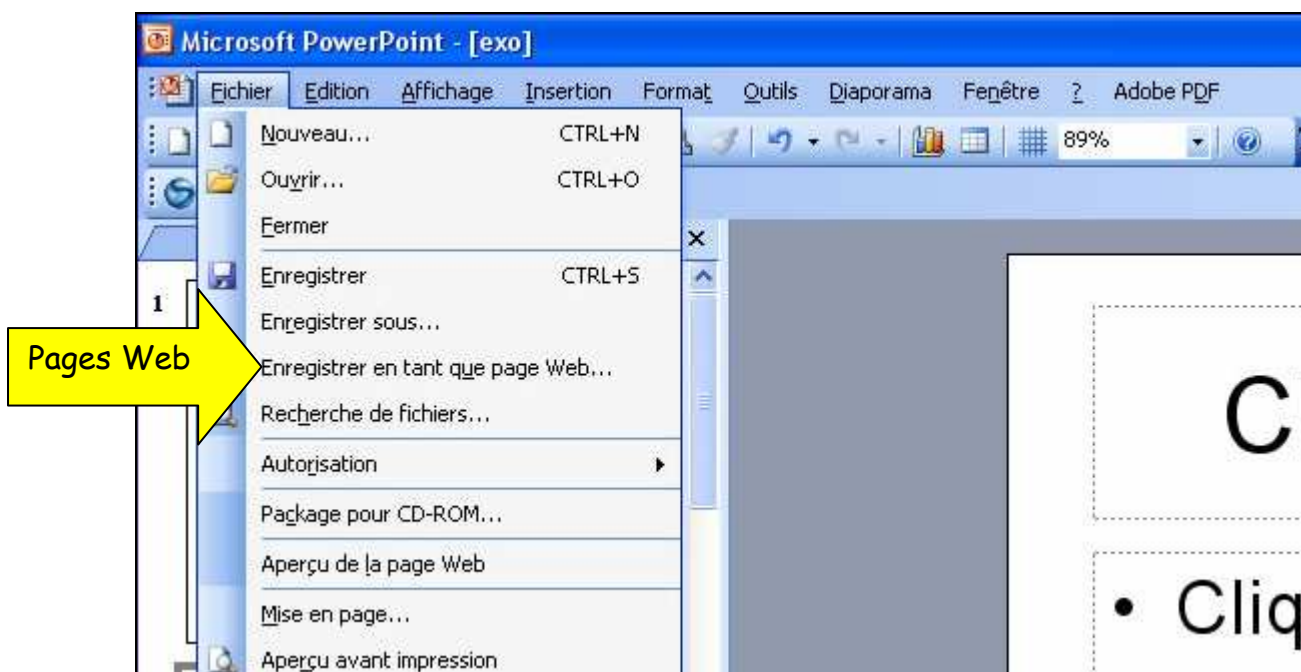 Microsoft PowerPoint - [exo]
Fichier Edition Affichage Insertion Format Outils Diaporama Fenêtre ? Adobe PDF
Nouveau... CTRL+N
89%
Ouvrir... CTRL+O
Fermer
Enregistrer CTRL+S
1
Enregistrer sous...
Pages Web
Enregistrer en tant que page Web...
Recherche de fichiers...
C
Autorisation
Package pour CD-ROM...
Aperçu de la page Web
Mise en page...
• Cliq
Aperçu avant impression